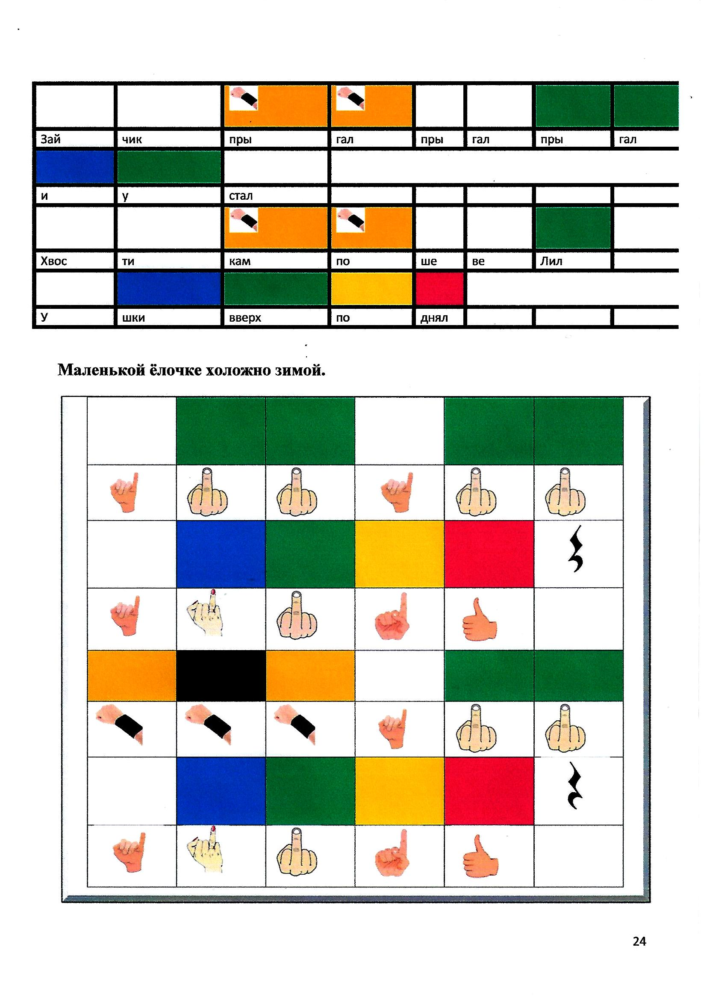 Зай чик пры гал пры гал пры гал
и у стал
Хвос ти кам по ше ве Лил
У шки вверх по днял
Маленькой ёлочке холожно зимой.
24